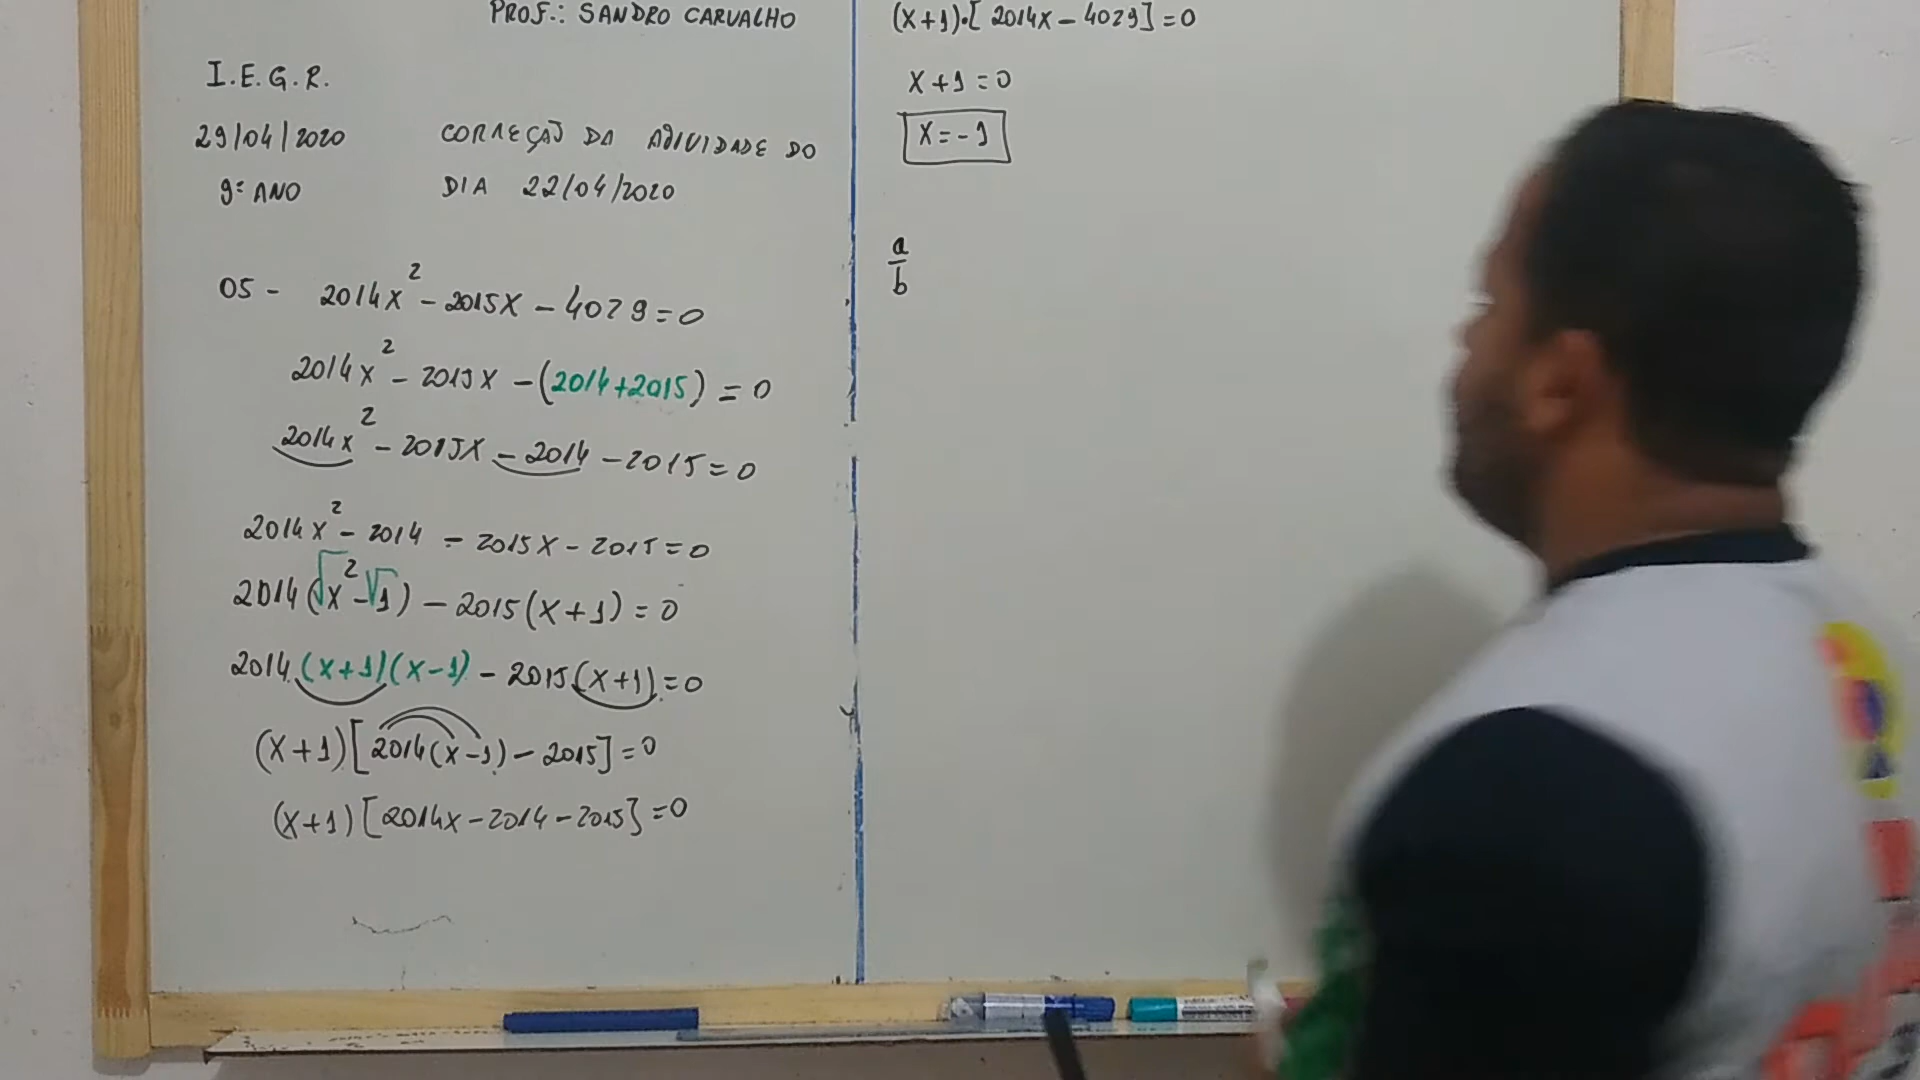 PROF.: SANDRO CARVALHO
I.E.G.R.
29/04/2020
9º ANO
CORREÇÃO DA ATIVIDADE DO
DIA 22/04/2020
05 - 2014x² - 2015x - 4029 = 0
2014x² - 2015x - (2014+2015) = 0
2014x² - 2015x - 2014 - 2015 = 0
2014x² - 2014 - 2015x - 2015 = 0
2014(√x² - √1) - 2015(x+1) = 0
2014.(x+1)(x-1) - 2015(x+1) = 0
(x+1)[2014(x-1) - 2015] = 0
(x+1)[2014x - 2014 - 2015] = 0
(x+1)·[2014x - 4029] = 0
x+1 = 0
x = -1
a
b